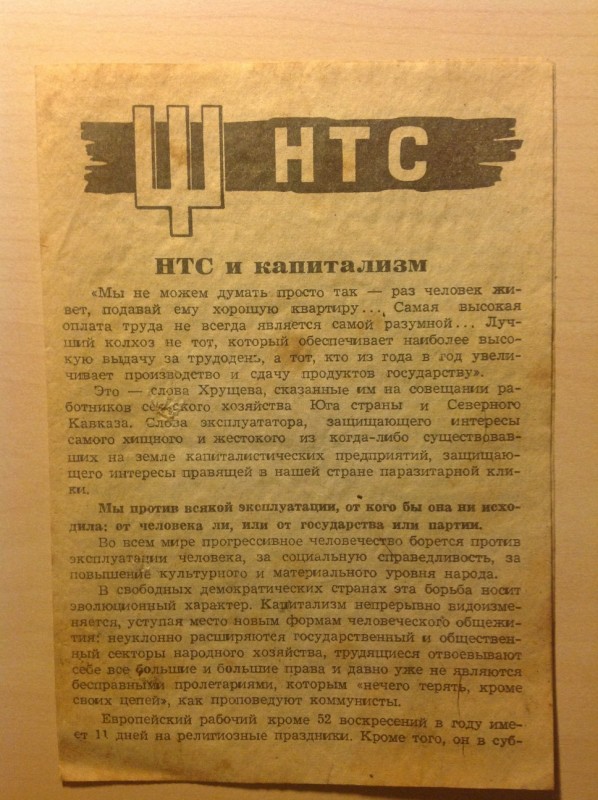 НТС
НТС и капитализм
«Мы не можем думать просто так — раз человек жи-
вет, подавай ему хорошую квартиру... Самая высокая
оплата труда не всегда является самой разумной... Луч-
ший колхоз не тот, который обеспечивает наиболее высо-
кую выдачу за трудодень, а тот, кто из года в год увели-
чивает производство и сдачу продуктов государству».
Это — слова Хрущева, сказанные им на совещании ра-
ботников сельского хозяйства Юга страны и Северного
Кавказа. Слова эксплуататора, защищающего интересы
самого хищного и жестокого из когда-либо существовав-
ших на земле капиталистических предприятий, защищаю-
щего интересы правящей в нашей стране паразитарной кли-
ки.
Мы против всякой эксплуатации, от кого бы она ни исхо-
дила: от человека ли, или от государства или партии.
Во всем мире прогрессивное человечество борется против
эксплуатации человека, за социальную справедливость, за
повышение культурного и материального уровня народа.
В свободных демократических странах эта борьба носит
эволюционный характер. Капитализм непрерывно видоизме-
няется, уступая место новым формам человеческого общежи-
тия: неуклонно расширяются государственный и обществен-
ный секторы народного хозяйства, трудящиеся отвоевывают
себе все большие и большие права и давно уже не являются
бесправными пролетариями, которым «нечего терять, кроме
своих цепей», как проповедуют коммунисты.
Европейский рабочий кроме 52 воскресений в году име-
ет 11 дней на религиозные праздники. Кроме того, он в суб-